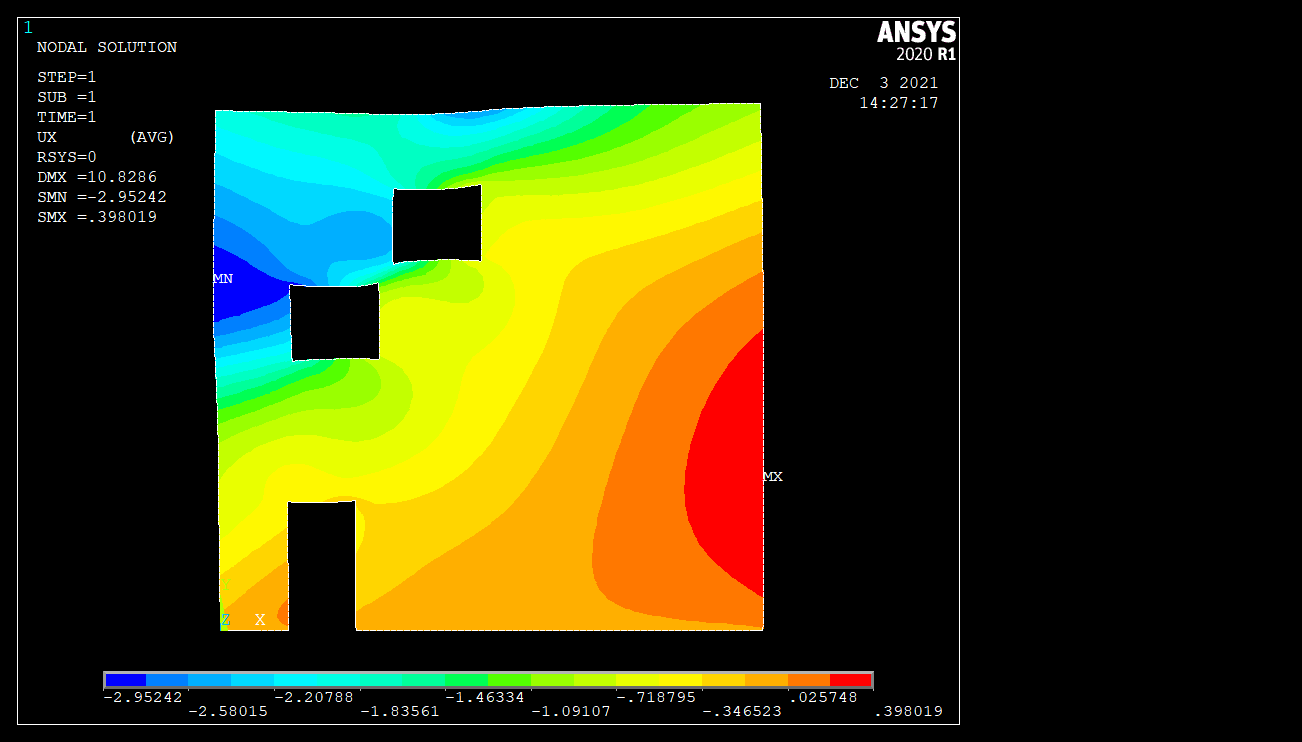 1
ANSYS
2020 R1
NODAL SOLUTION
STEP=1
SUB =1
TIME=1
UX (AVG)
RSYS=0
DMX =10.8286
SMN =-2.95242
SMX =.398019
DEC 3 2021
14:27:17
MN
MX
Y
Z X
-2.95242 -2.20788 -1.46334 -.718795 .025748
-2.58015 -1.83561 -1.09107 -.346523 .398019